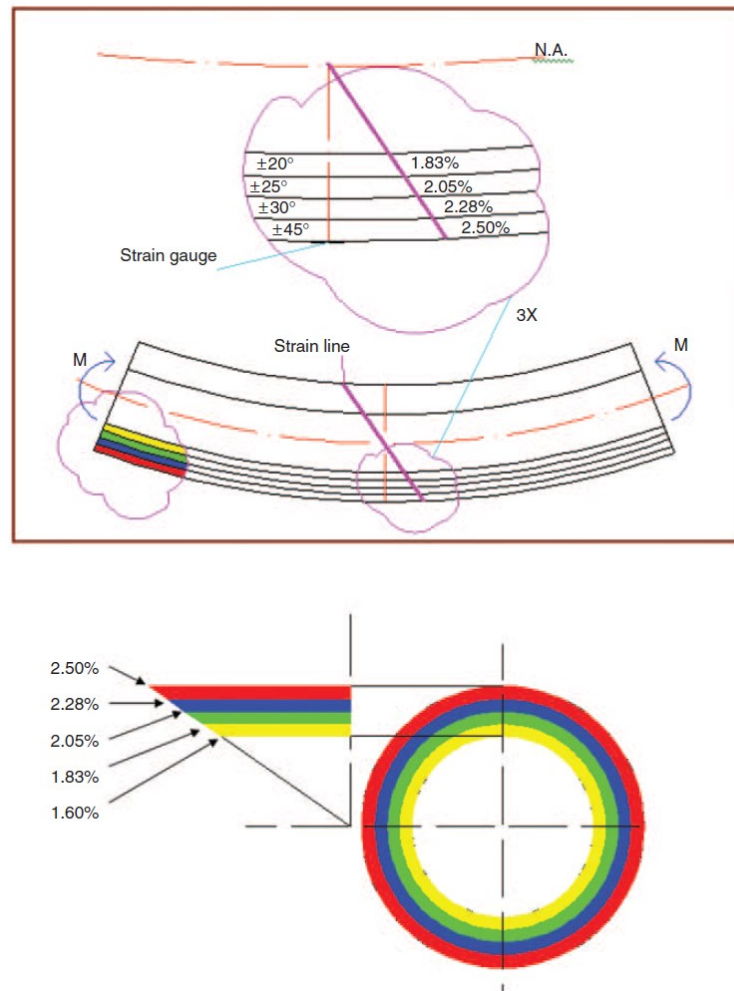 N.A.
±20° 1.83%
±25° 2.05%
±30° 2.28%
±45° 2.50%
Strain gauge
3X
Strain line
M M
2.50%
2.28%
2.05%
1.83%
1.60%